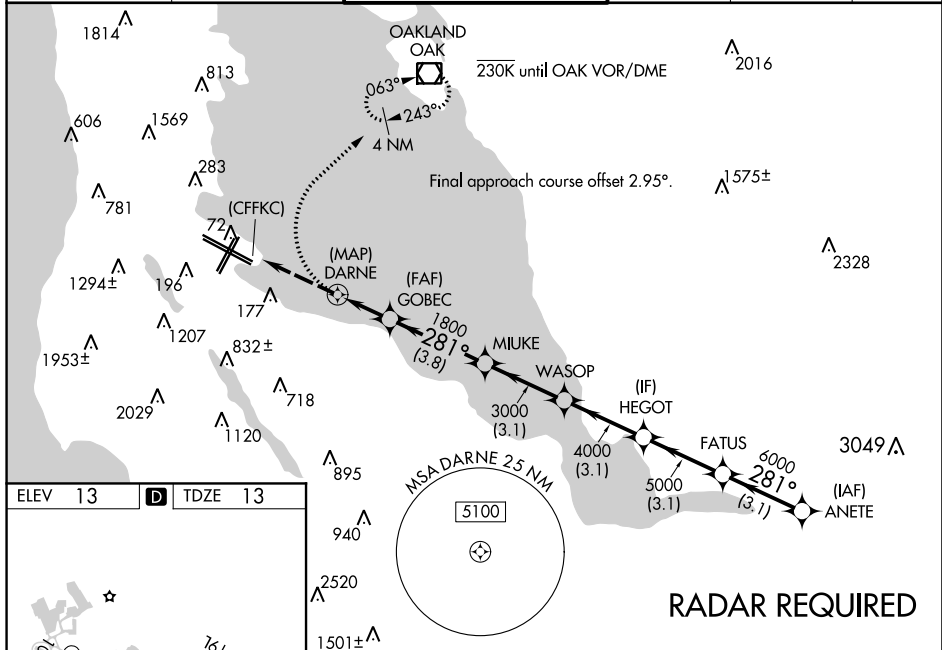 1814
OAKLAND
OAK
230K until OAK VOR/DME
2016
813
063°
243°
4 NM
606
1569
283
Final approach course offset 2.95°.
1575±
781
(CFFKC)
72
2328
1294±
196
(MAP)
DARNE
(FAF)
GOBEC
177
1800
281°
(3.8)
MIUKE
1207
1953±
832±
WASOP
(IF)
HEGOT
718
2029
3000
(3.1)
1120
4000
(3.1)
FATUS
3049
6000
281°
(3.1)
5000
(3.1)
(IAF)
ANETE
895
MSA DARNE 25 NM
5100
ELEV 13 D TDZE 13
940
2520
RADAR REQUIRED
1501±